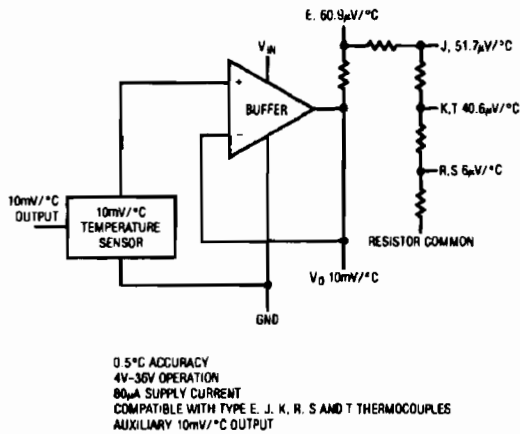 E, 60.9µV/°C
J, 51.7µV/°C
VIN
+
BUFFER
−
K,T 40.6µV/°C
R,S 6µV/°C
10mV/°C
OUTPUT
10mV/°C
TEMPERATURE
SENSOR
RESISTOR COMMON
VO 10mV/°C
GND
0.5°C ACCURACY
4V-36V OPERATION
80µA SUPPLY CURRENT
COMPATIBLE WITH TYPE E, J, K, R, S AND T THERMOCOUPLES
AUXILIARY 10mV/°C OUTPUT